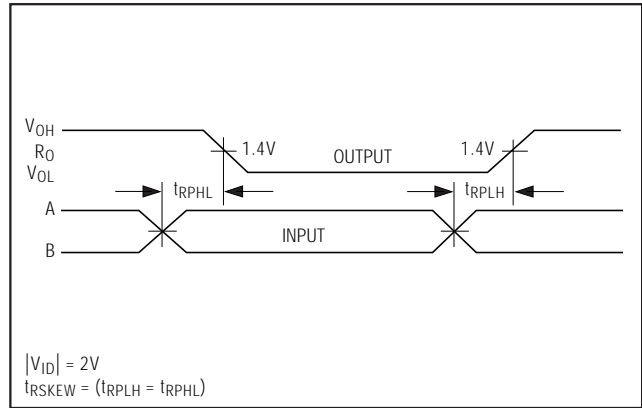 VOH
RO
VOL
1.4V
OUTPUT
1.4V
tRPHL
tRPLH
A
INPUT
B
|VID| = 2V
tRSKEW = (tRPLH = tRPHL)